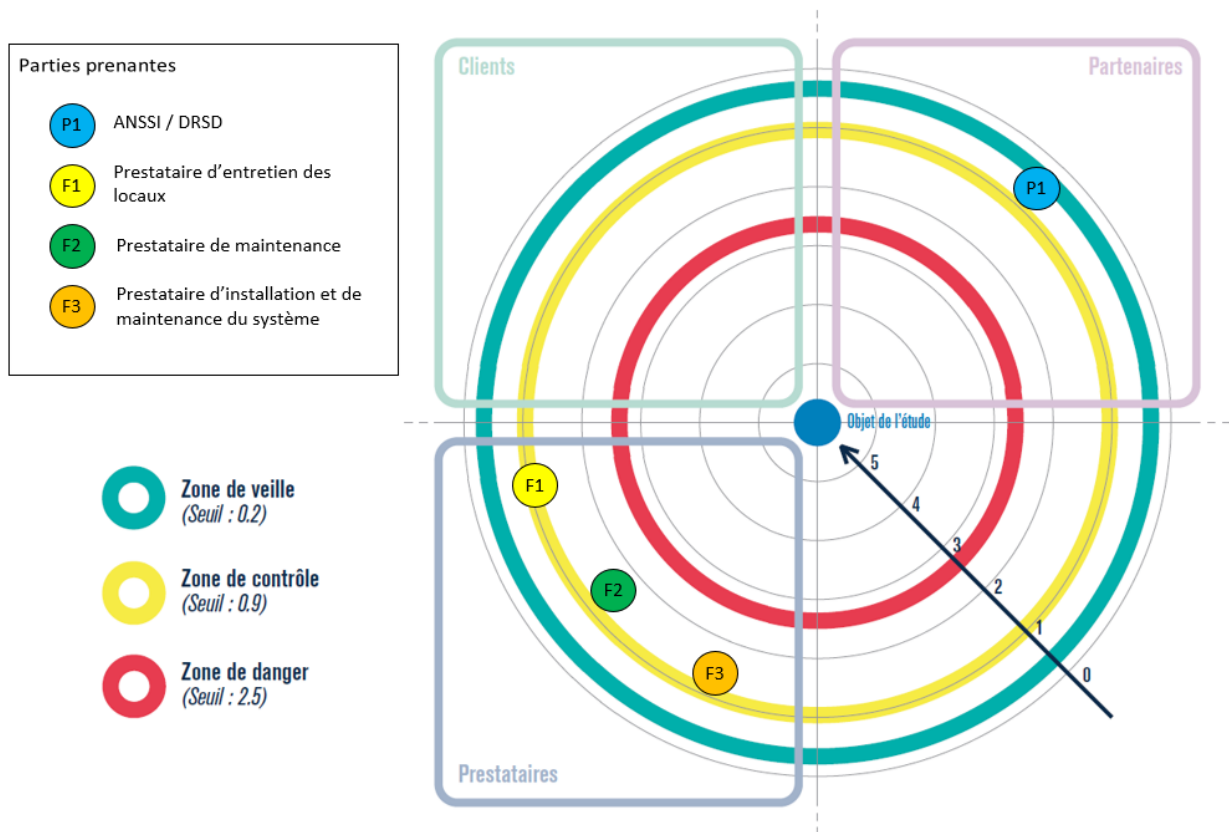 Parties prenantes
P1
ANSSI / DRSD
F1
Prestataire d'entretien des
locaux
F2
Prestataire de maintenance
F3
Prestataire d'installation et de
maintenance du système
Zone de veille
(Seuil : 0.2)
Zone de contrôle
(Seuil : 0.9)
Zone de danger
(Seuil : 2.5)
Clients
Partenaires
P1
Objet de l'étude
5
4
3
2
1
0
F1
F2
F3
Prestataires